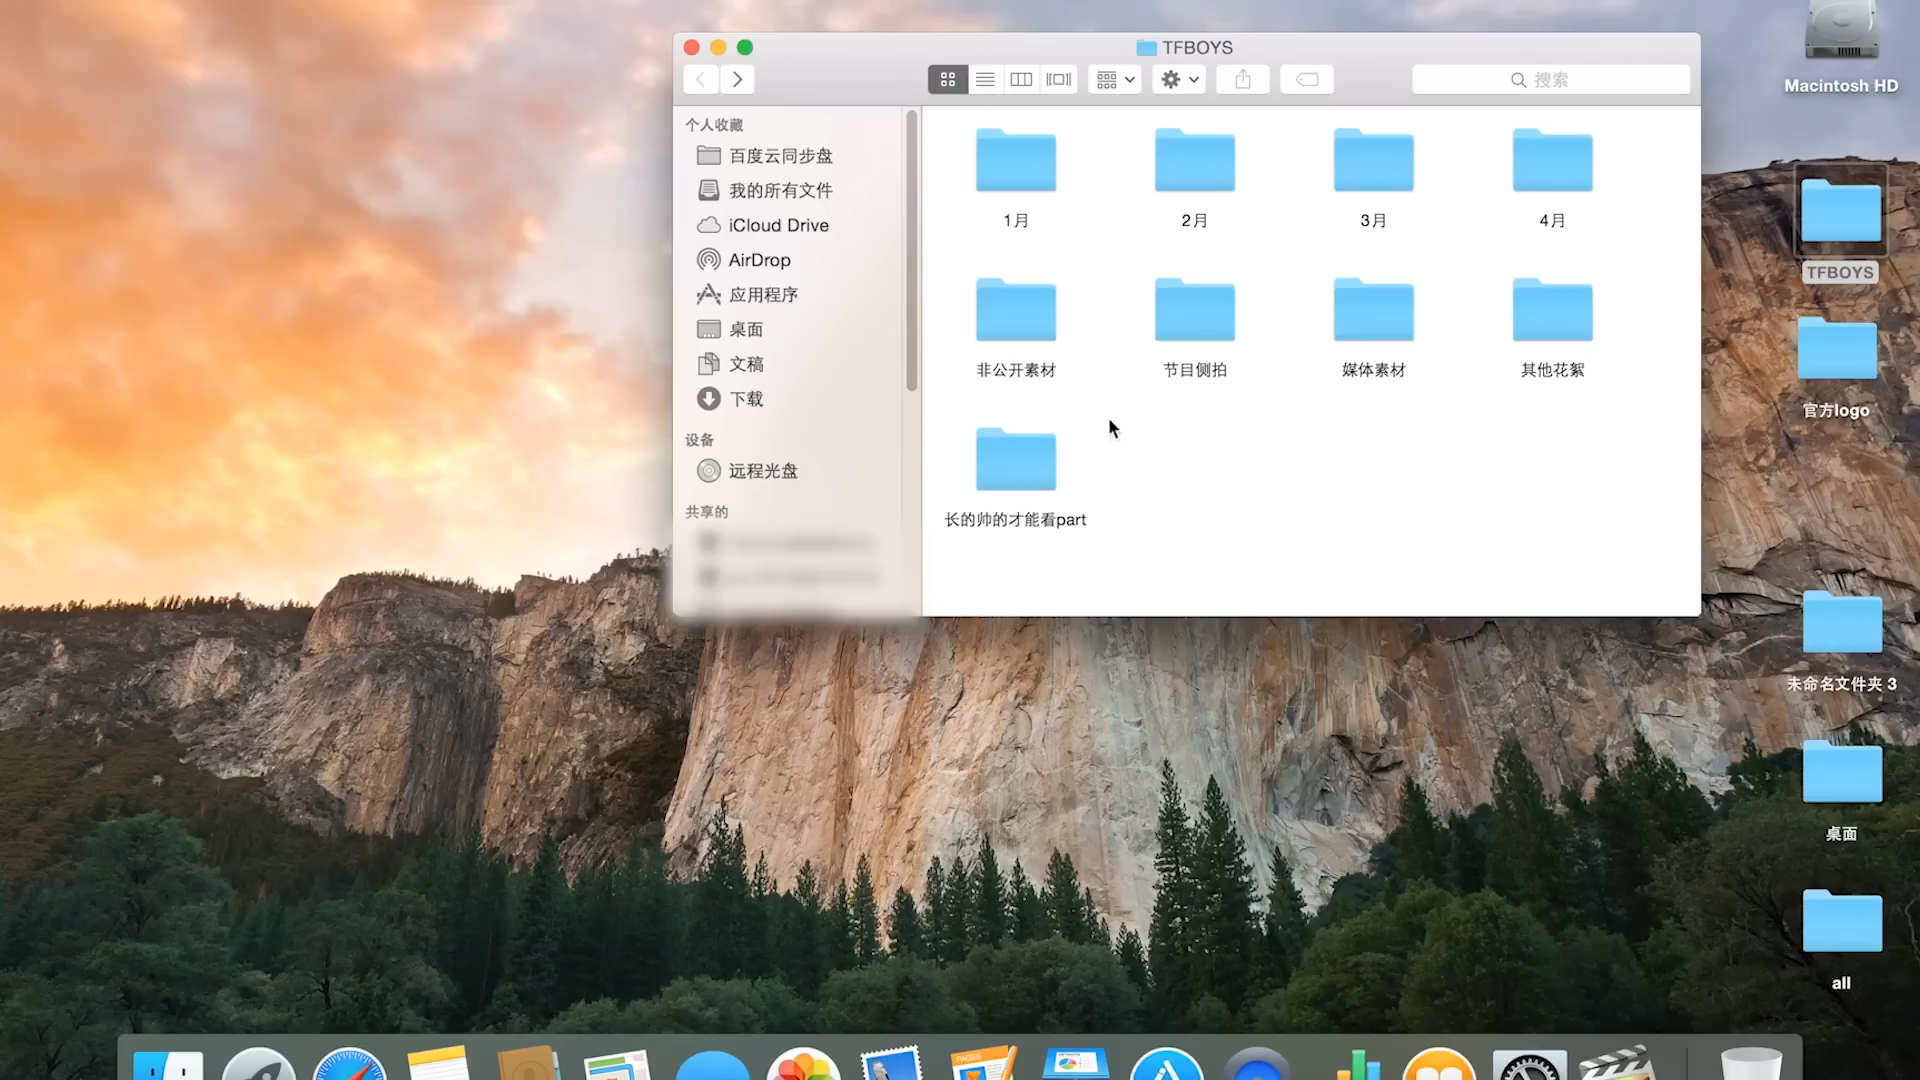 TFBOYS
搜索
Macintosh HD
个人收藏
百度云同步盘
我的所有文件
iCloud Drive
AirDrop
应用程序
桌面
文稿
下载
设备
远程光盘
共享的
1月
2月
3月
4月
非公开素材
节目侧拍
媒体素材
其他花絮
长的帅的才能看part
TFBOYS
官方logo
未命名文件夹 3
桌面
all
PAGES